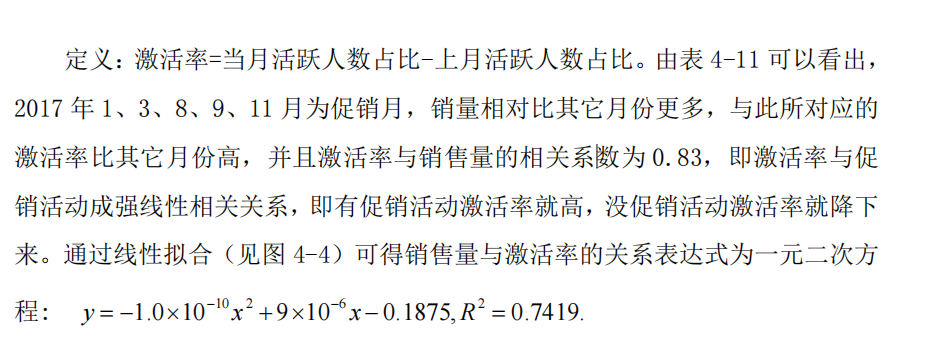 定义：激活率=当月活跃人数占比-上月活跃人数占比。由表 4-11 可以看出，
2017 年 1、3、8、9、11 月为促销月，销量相对比其它月份更多，与此所对应的
激活率比其它月份高，并且激活率与销售量的相关系数为 0.83，即激活率与促
销活动成强线性相关关系，即有促销活动激活率就高，没促销活动激活率就降下
来。通过线性拟合（见图 4-4）可得销售量与激活率的关系表达式为一元二次方
程： y = −1.0×10⁻¹⁰x² + 9×10⁻⁶x − 0.1875, R² = 0.7419.